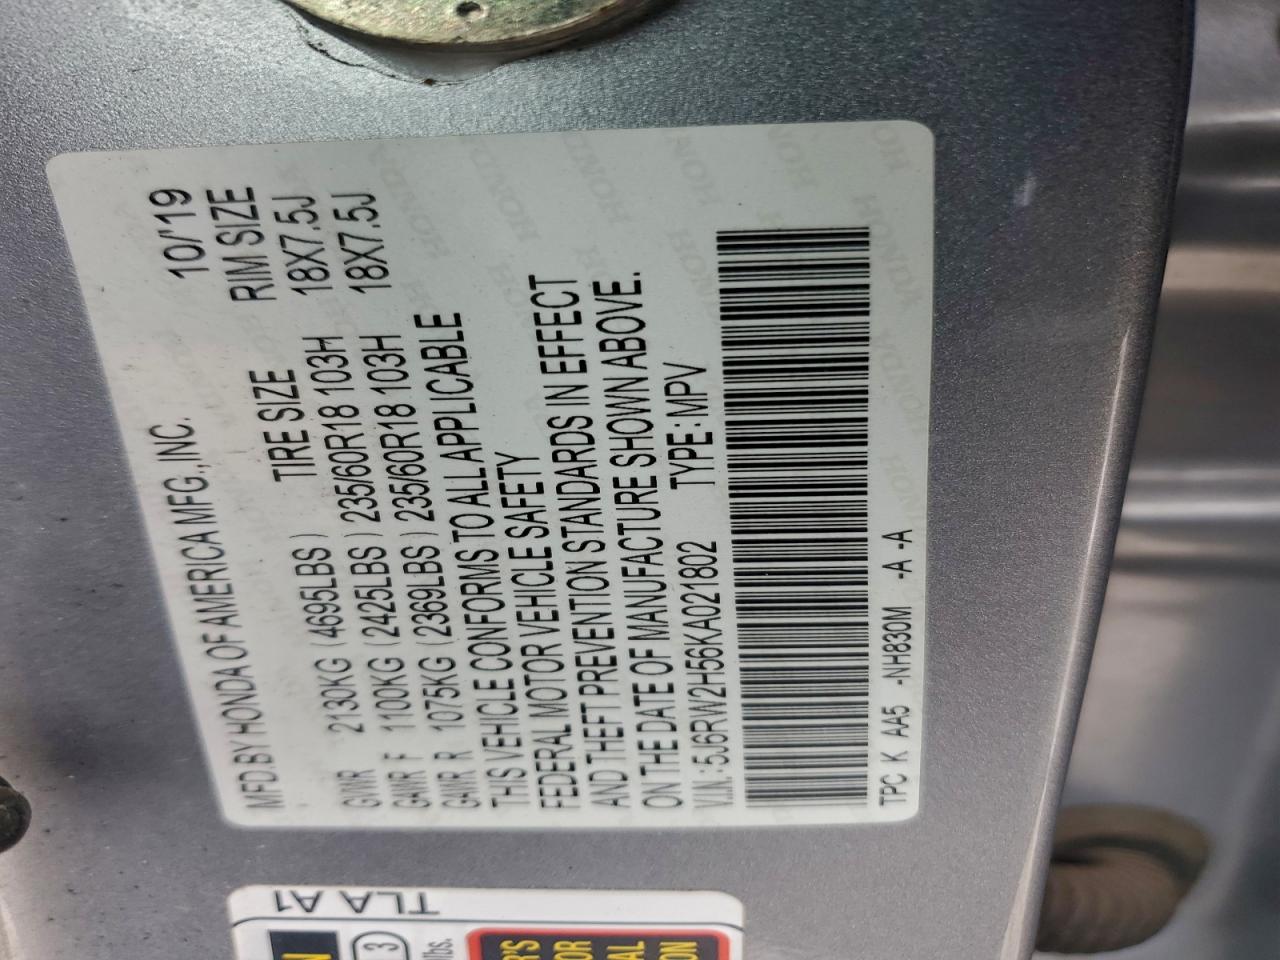 MFD. BY HONDA OF AMERICA MFG., INC. 10/'19
TIRE SIZE RIM SIZE
GVWR 2130KG (4695LBS)
GAWR F 1100KG (2425LBS) 235/60R18 103H 18X7.5J
GAWR R 1075KG (2369LBS) 235/60R18 103H 18X7.5J
THIS VEHICLE CONFORMS TO ALL APPLICABLE
FEDERAL MOTOR VEHICLE SAFETY
AND THEFT PREVENTION STANDARDS IN EFFECT
ON THE DATE OF MANUFACTURE SHOWN ABOVE.
V.I.N.: 5J6RW2H56KA021802 TYPE: MPV
TPC K AA5 -NH830M -A -A
TLA A1
3
lbs.